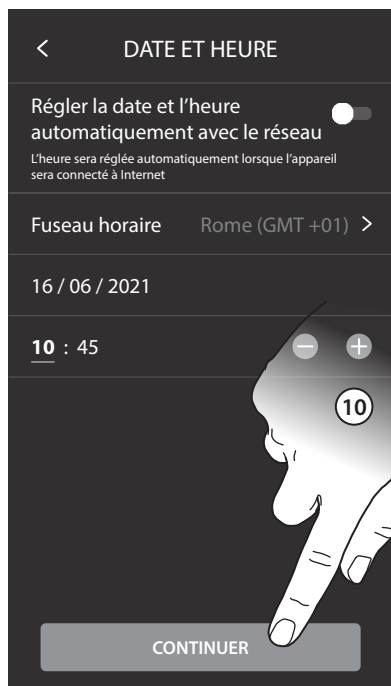 DATE ET HEURE
Régler la date et l'heure
automatiquement avec le réseau
L'heure sera réglée automatiquement lorsque l'appareil
sera connecté à Internet
Fuseau horaire Rome (GMT +01) >
16 / 06 / 2021
10 : 45
10
CONTINUER